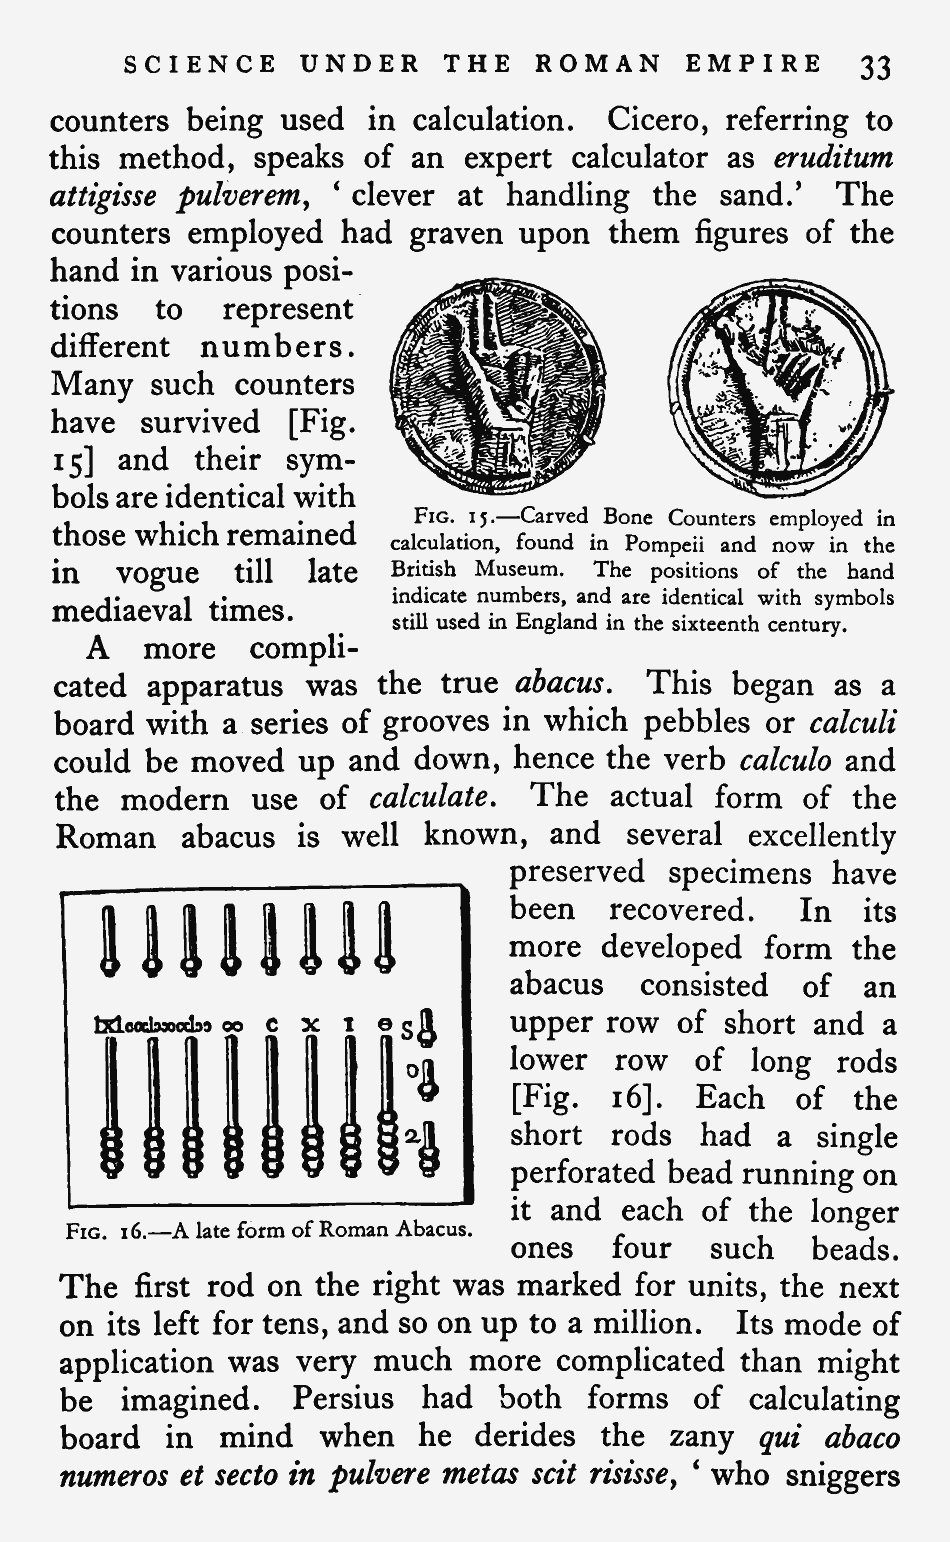 SCIENCE UNDER THE ROMAN EMPIRE 33
counters being used in calculation. Cicero, referring to
this method, speaks of an expert calculator as eruditum
attigisse pulverem, ‘ clever at handling the sand.’ The
counters employed had graven upon them figures of the
hand in various posi-
tions to represent
different numbers.
Many such counters
have survived [Fig.
15] and their sym-
bols are identical with
those which remained
in vogue till late
mediaeval times.
Fig. 15.—Carved Bone Counters employed in
calculation, found in Pompeii and now in the
British Museum. The positions of the hand
indicate numbers, and are identical with symbols
still used in England in the sixteenth century.
A more compli-
cated apparatus was the true abacus. This began as a
board with a series of grooves in which pebbles or calculi
could be moved up and down, hence the verb calculo and
the modern use of calculate. The actual form of the
Roman abacus is well known, and several excellently
preserved specimens have
been recovered. In its
more developed form the
abacus consisted of an
upper row of short and a
lower row of long rods
[Fig. 16]. Each of the
short rods had a single
perforated bead running on
it and each of the longer
ones four such beads.
∞ C X I Ө S
Ɔ
2
Fig. 16.—A late form of Roman Abacus.
The first rod on the right was marked for units, the next
on its left for tens, and so on up to a million. Its mode of
application was very much more complicated than might
be imagined. Persius had both forms of calculating
board in mind when he derides the zany qui abaco
numeros et secto in pulvere metas scit risisse, ‘ who sniggers